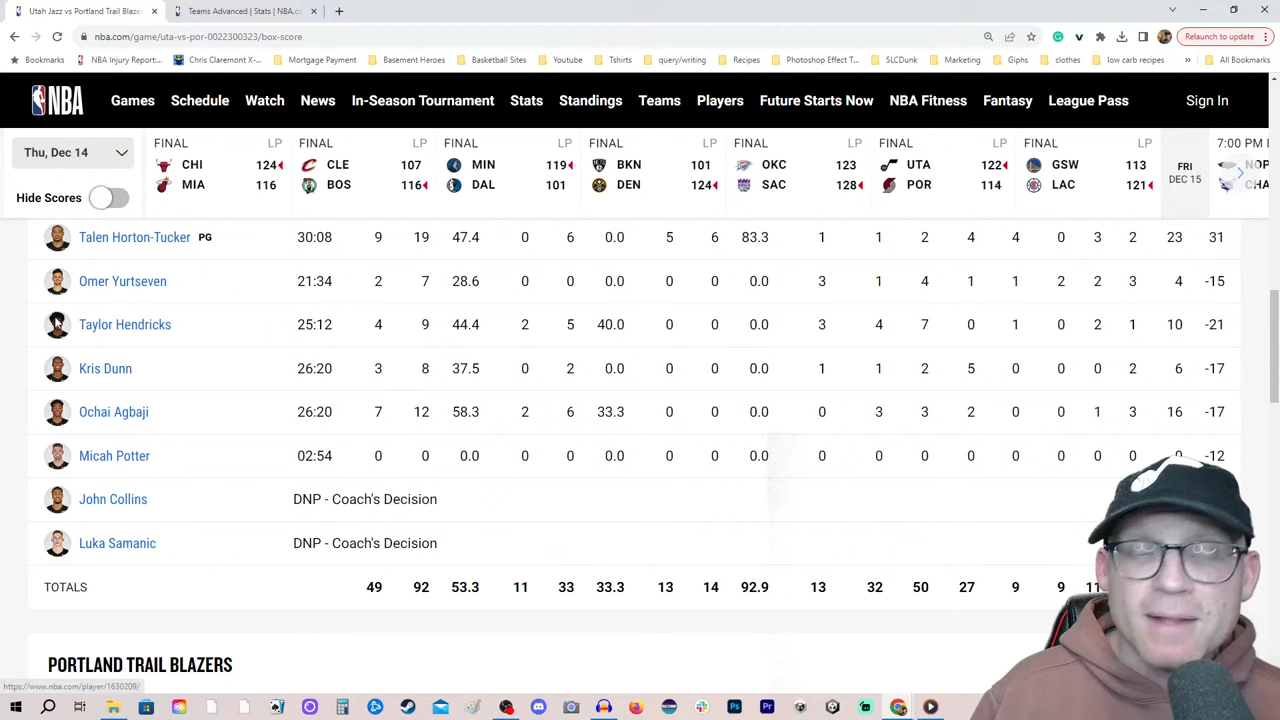 Utah Jazz vs Portland Trail Blaze
Teams Advanced | Stats | NBA.c
nba.com/game/uta-vs-por-0022300323/box-score
Relaunch to update
Bookmarks NBA Injury Report:... Chris Claremont X-... Mortgage Payment Basement Heroes Basketball Sites Youtube Tshirts query/writing Recipes Photoshop Effect T... SLCDunk Marketing Giphs clothes low carb recipes » All Bookmarks
NBA Games Schedule Watch News In-Season Tournament Stats Standings Teams Players Future Starts Now NBA Fitness Fantasy League Pass Sign In
Thu, Dec 14
Hide Scores
FINAL LP
CHI 124
MIA 116
FINAL LP
CLE 107
BOS 116
FINAL LP
MIN 119
DAL 101
FINAL LP
BKN 101
DEN 124
FINAL LP
OKC 123
SAC 128
FINAL LP
UTA 122
POR 114
FINAL LP
GSW 113
LAC 121
FRI
DEC 15
7:00 PM
NOP
CHA
Talen Horton-Tucker PG 30:08 9 19 47.4 0 6 0.0 5 6 83.3 1 1 2 4 4 0 3 2 23 31
Omer Yurtseven 21:34 2 7 28.6 0 0 0.0 0 0 0.0 3 1 4 1 1 2 2 3 4 -15
Taylor Hendricks 25:12 4 9 44.4 2 5 40.0 0 0 0.0 3 4 7 0 1 0 2 1 10 -21
Kris Dunn 26:20 3 8 37.5 0 2 0.0 0 0 0.0 1 1 2 5 0 0 0 2 6 -17
Ochai Agbaji 26:20 7 12 58.3 2 6 33.3 0 0 0.0 0 3 3 2 0 0 1 3 16 -17
Micah Potter 02:54 0 0 0.0 0 0 0.0 0 0 0.0 0 0 0 0 0 0 0 0 0 -12
John Collins DNP - Coach's Decision
Luka Samanic DNP - Coach's Decision
TOTALS 49 92 53.3 11 33 33.3 13 14 92.9 13 32 50 27 9 9 11
PORTLAND TRAIL BLAZERS
https://www.nba.com/player/1630209/